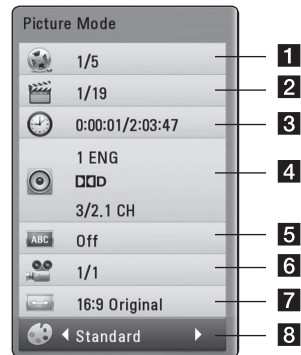 Picture Mode
1/5 1
1/19 2
0:00:01/2:03:47 3
1 ENG
D 4
3/2.1 CH
ABC Off 5
1/1 6
16:9 Original 7
Standard 8